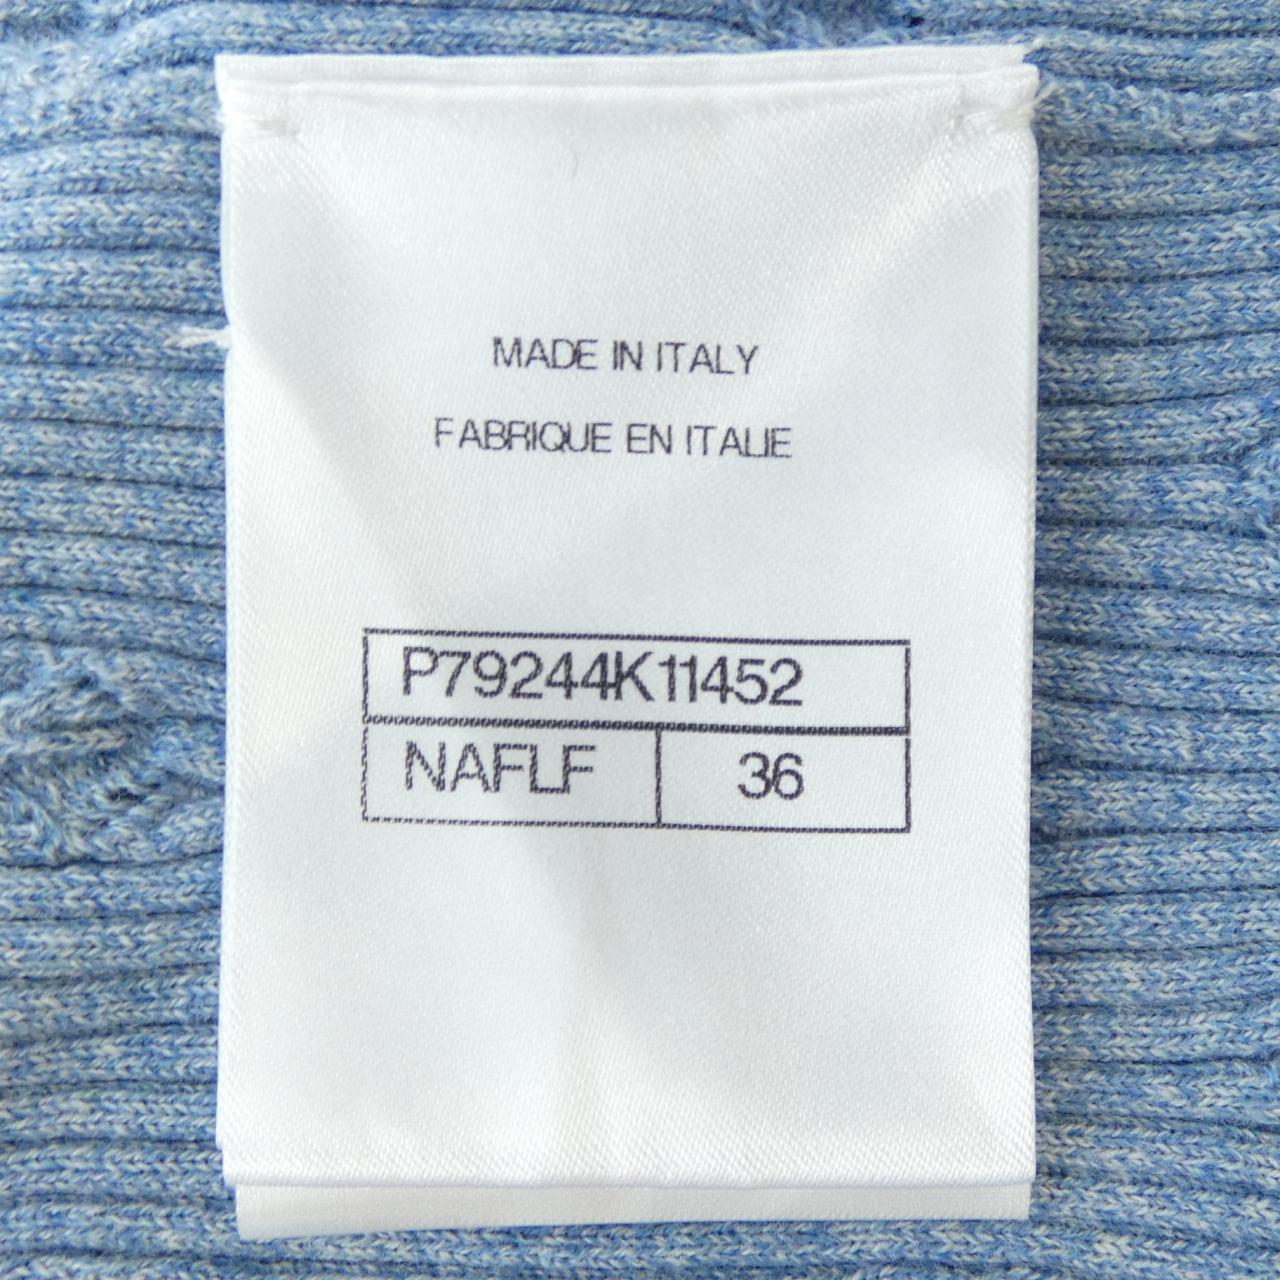 MADE IN ITALY
FABRIQUE EN ITALIE
P79244K11452
NAFLF 36